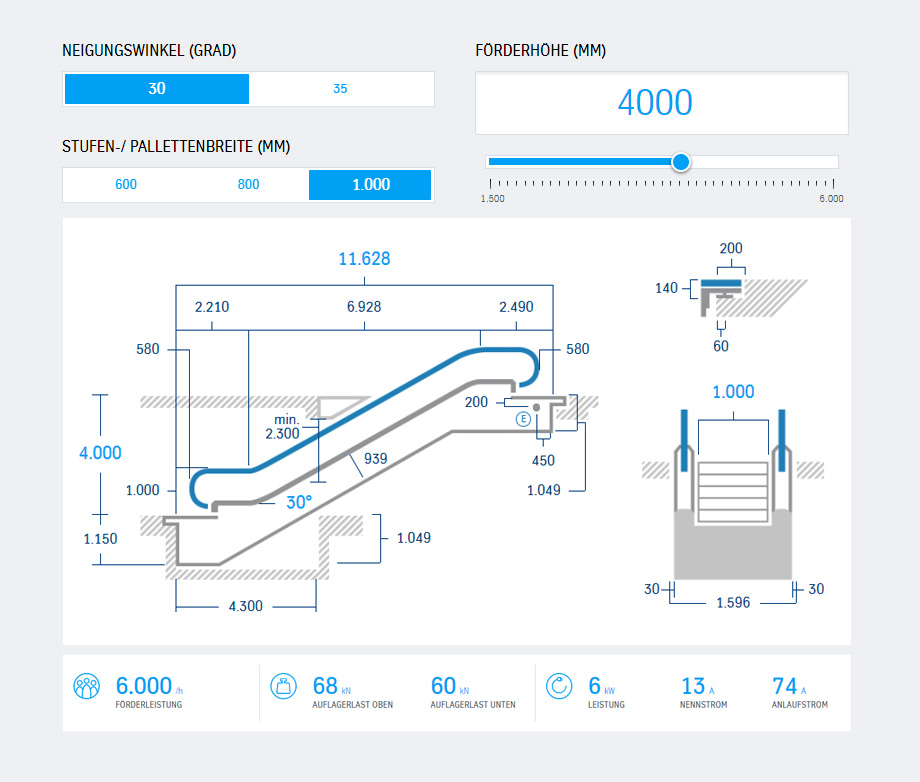 NEIGUNGSWINKEL (GRAD)
30 35
STUFEN-/ PALLETTENBREITE (MM)
600 800 1.000
FÖRDERHÖHE (MM)
4000
1.500 6.000
11.628
2.210 6.928 2.490
580 580
min.
2.300
200
E
4.000
939
450
1.000
30°
1.049
1.150
1.049
4.300
200
140
60
1.000
30 30
1.596
6.000 /h
FÖRDERLEISTUNG
68 kN
AUFLAGERLAST OBEN
60 kN
AUFLAGERLAST UNTEN
6 kW
LEISTUNG
13 A
NENNSTROM
74 A
ANLAUFSTROM